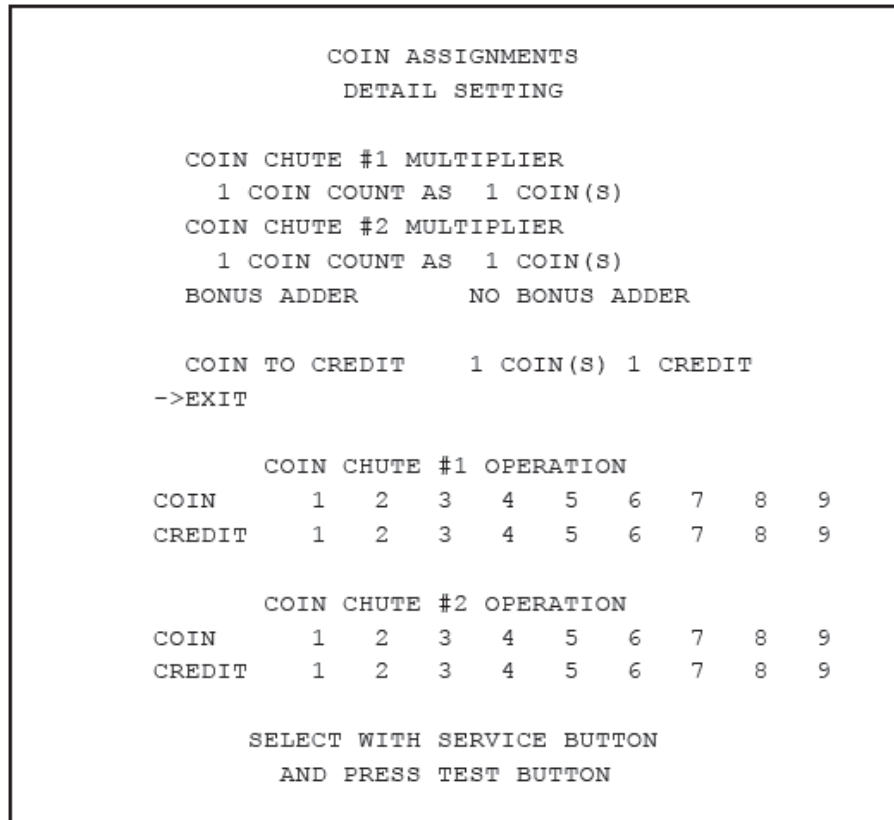 COIN ASSIGNMENTS
DETAIL SETTING
COIN CHUTE #1 MULTIPLIER
1 COIN COUNT AS 1 COIN(S)
COIN CHUTE #2 MULTIPLIER
1 COIN COUNT AS 1 COIN(S)
BONUS ADDER NO BONUS ADDER
COIN TO CREDIT 1 COIN(S) 1 CREDIT
->EXIT
COIN CHUTE #1 OPERATION
COIN 1 2 3 4 5 6 7 8 9
CREDIT 1 2 3 4 5 6 7 8 9
COIN CHUTE #2 OPERATION
COIN 1 2 3 4 5 6 7 8 9
CREDIT 1 2 3 4 5 6 7 8 9
SELECT WITH SERVICE BUTTON
AND PRESS TEST BUTTON